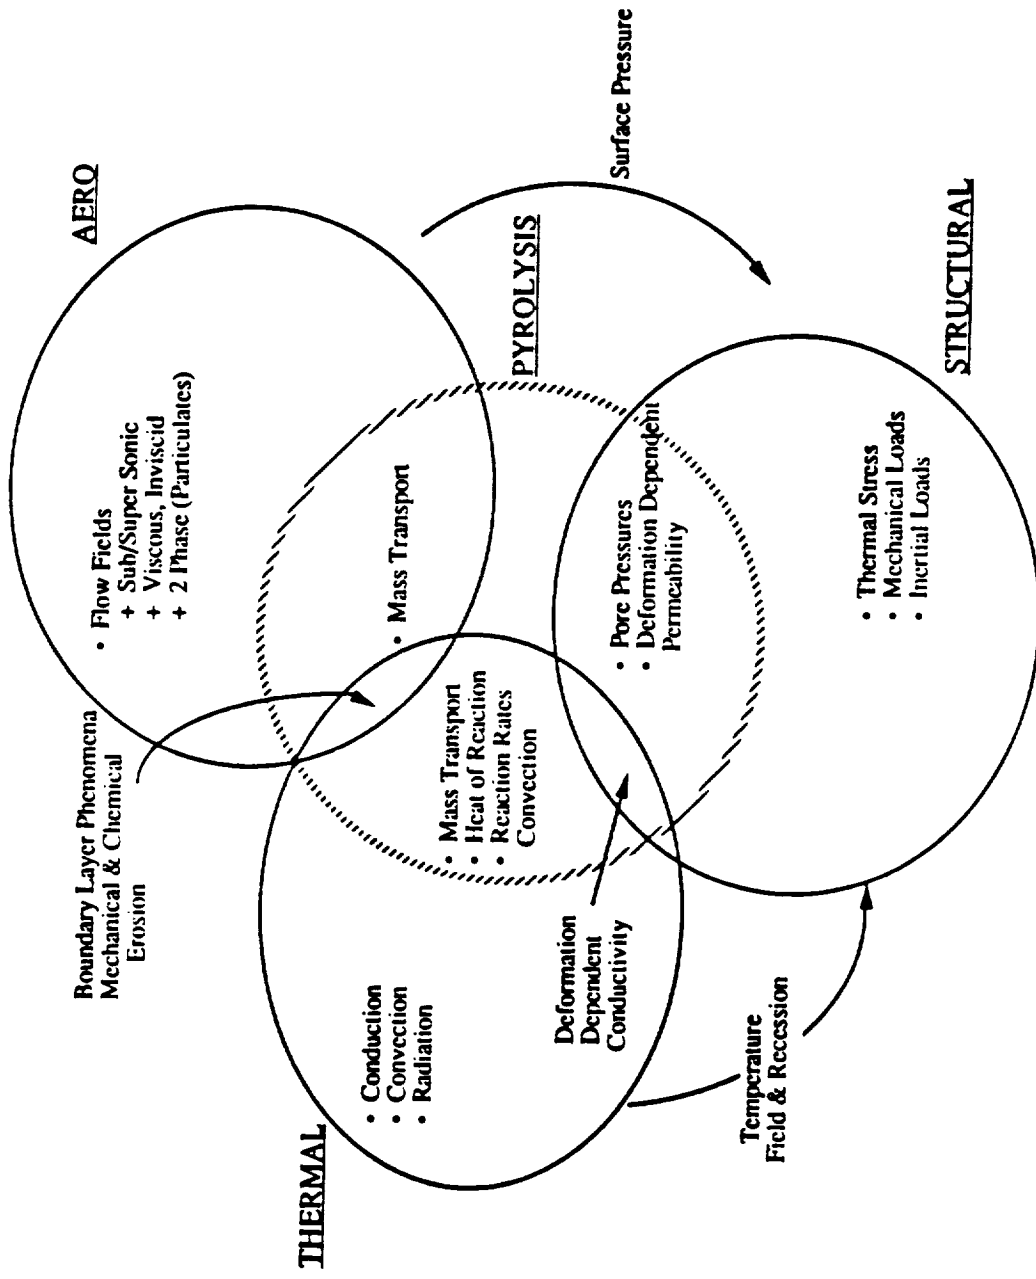 AERO
• Flow Fields
+ Sub/Super Sonic
+ Viscous, Inviscid
+ 2 Phase (Particulates)
Boundary Layer Phenomena
Mechanical & Chemical
Erosion
THERMAL
• Conduction
• Convection
• Radiation
• Mass Transport
• Mass Transport
• Heat of Reaction
• Reaction Rates
Convection
PYROLYSIS
Surface Pressure
Deformation
Dependent
Conductivity
• Pore Pressures
• Deformation Dependent
Permeability
Temperature
Field & Recession
• Thermal Stress
• Mechanical Loads
• Inertial Loads
STRUCTURAL